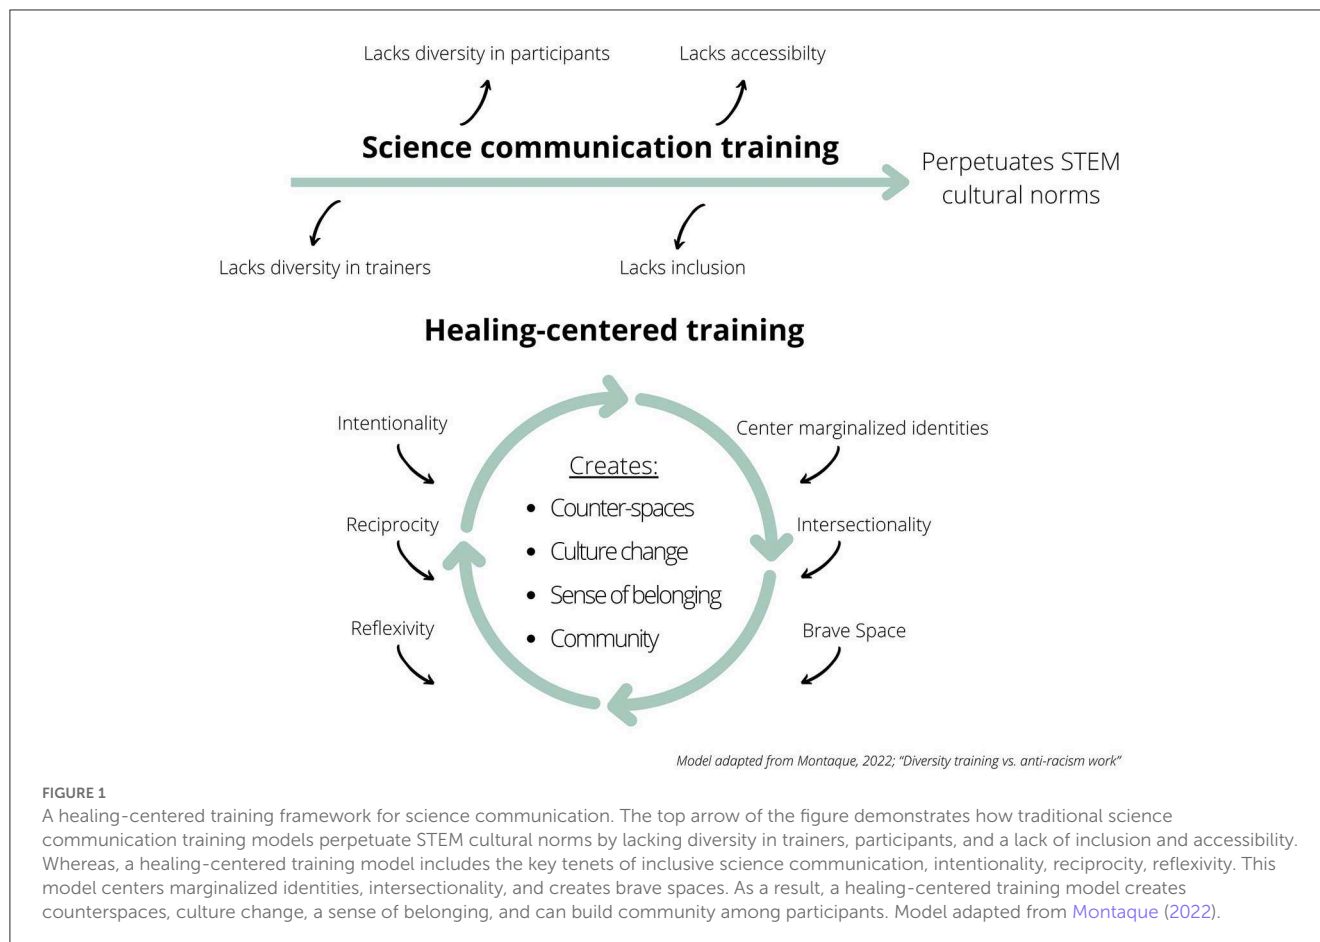 Lacks diversity in participants
Lacks accessibilty
Science communication training
Perpetuates STEM
cultural norms
Lacks diversity in trainers
Lacks inclusion
Healing-centered training
Intentionality
Reciprocity
Reflexivity
Creates:
• Counter-spaces
• Culture change
• Sense of belonging
• Community
Center marginalized identities
Intersectionality
Brave Space
Model adapted from Montaque, 2022; "Diversity training vs. anti-racism work"
FIGURE 1
A healing-centered training framework for science communication. The top arrow of the figure demonstrates how traditional science
communication training models perpetuate STEM cultural norms by lacking diversity in trainers, participants, and a lack of inclusion and accessibility.
Whereas, a healing-centered training model includes the key tenets of inclusive science communication, intentionality, reciprocity, reflexivity. This
model centers marginalized identities, intersectionality, and creates brave spaces. As a result, a healing-centered training model creates
counterspaces, culture change, a sense of belonging, and can build community among participants. Model adapted from Montaque (2022).